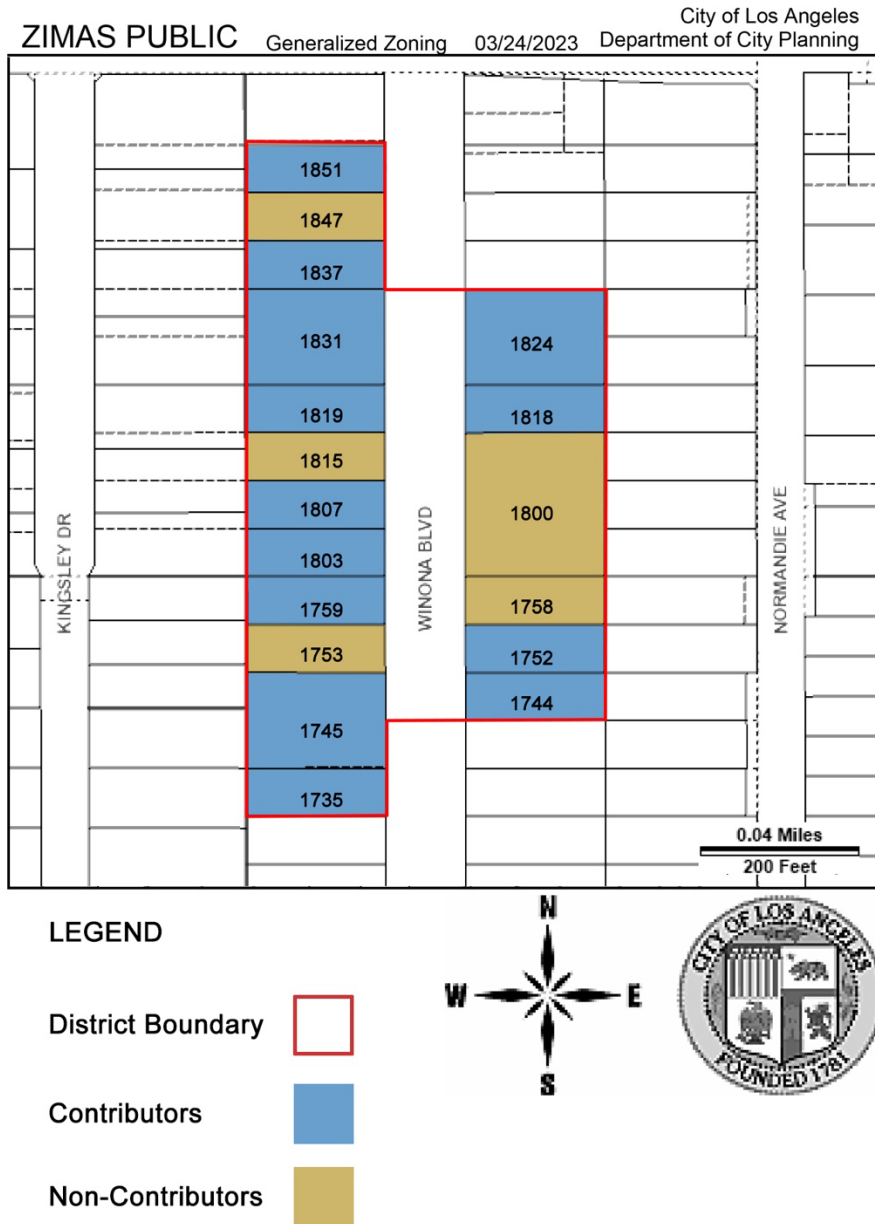 ZIMAS PUBLIC
Generalized Zoning
03/24/2023
City of Los Angeles
Department of City Planning
1851
1847
1837
1831
1824
1819
1818
1815
1807
1800
1803
1759
1758
1753
1752
1745
1744
1735
KINGSLEY DR
WINONA BLVD
NORMANDIE AVE
0.04 Miles
200 Feet
LEGEND
District Boundary
Contributors
Non-Contributors
N
W
E
S
CITY OF LOS ANGELES
FOUNDED 1781